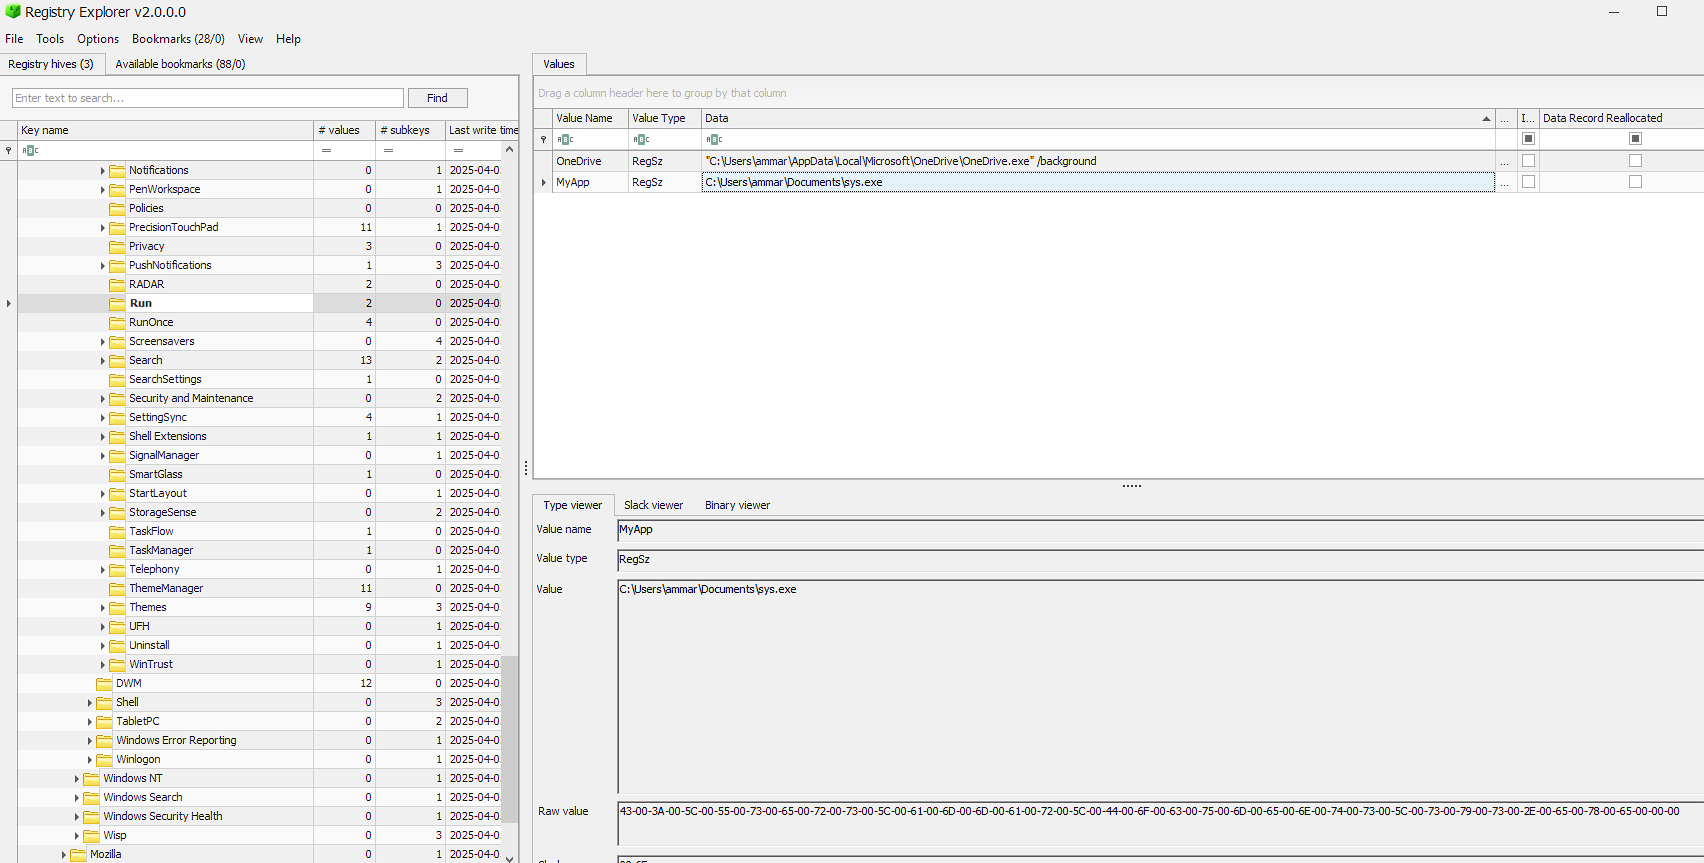 Registry Explorer v2.0.0.0
File Tools Options Bookmarks (28/0) View Help
Registry hives (3) Available bookmarks (88/0)
Enter text to search... Find
Key name # values # subkeys Last write time
ABC = = =
Notifications 0 1 2025-04-0
PenWorkspace 0 1 2025-04-0
Policies 0 0 2025-04-0
PrecisionTouchPad 11 1 2025-04-0
Privacy 3 0 2025-04-0
PushNotifications 1 3 2025-04-0
RADAR 2 0 2025-04-0
Run 2 0 2025-04-0
RunOnce 4 0 2025-04-0
Screensavers 0 4 2025-04-0
Search 13 2 2025-04-0
SearchSettings 1 0 2025-04-0
Security and Maintenance 0 2 2025-04-0
SettingSync 4 1 2025-04-0
Shell Extensions 1 1 2025-04-0
SignalManager 0 1 2025-04-0
SmartGlass 1 0 2025-04-0
StartLayout 0 1 2025-04-0
StorageSense 0 2 2025-04-0
TaskFlow 1 0 2025-04-0
TaskManager 1 0 2025-04-0
Telephony 0 1 2025-04-0
ThemeManager 11 0 2025-04-0
Themes 9 3 2025-04-0
UFH 0 1 2025-04-0
Uninstall 0 1 2025-04-0
WinTrust 0 1 2025-04-0
DWM 12 0 2025-04-0
Shell 0 3 2025-04-0
TabletPC 0 2 2025-04-0
Windows Error Reporting 0 1 2025-04-0
Winlogon 0 1 2025-04-0
Windows NT 0 1 2025-04-0
Windows Search 0 1 2025-04-0
Windows Security Health 0 1 2025-04-0
Wisp 0 3 2025-04-0
Mozilla 0 1 2025-04-0
Values
Drag a column header here to group by that column
Value Name Value Type Data ... I... Data Record Reallocated
ABC ABC ABC
OneDrive RegSz "C:\Users\ammar\AppData\Local\Microsoft\OneDrive\OneDrive.exe" /background ...
MyApp RegSz C:\Users\ammar\Documents\sys.exe ...
Type viewer Slack viewer Binary viewer
Value name MyApp
Value type RegSz
Value C:\Users\ammar\Documents\sys.exe
Raw value 43-00-3A-00-5C-00-55-00-73-00-65-00-72-00-73-00-5C-00-61-00-6D-00-6D-00-61-00-72-00-5C-00-44-00-6F-00-63-00-75-00-6D-00-65-00-6E-00-74-00-73-00-5C-00-73-00-79-00-73-00-2E-00-65-00-78-00-65-00-00-00